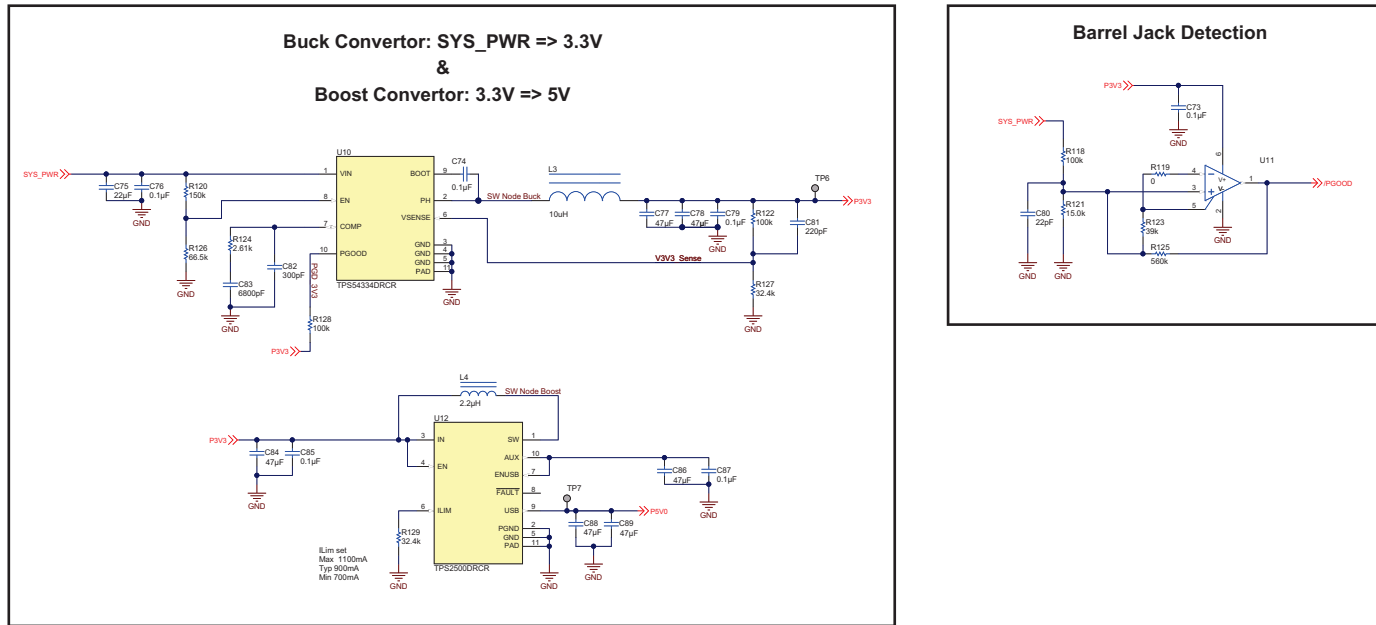 Buck Convertor: SYS_PWR => 3.3V
&
Boost Convertor: 3.3V => 5V
SYS_PWR
C75
22µF
C76
0.1µF
GND
R120
150k
R126
66.5k
GND
R124
2.61k
C83
6800pF
C82
300pF
GND
PGD_3V3
R128
100k
P3V3
U10
1
VIN
8
EN
7
COMP
10
PGOOD
BOOT
9
PH
2
VSENSE
6
GND
3
GND
4
GND
5
PAD
11
TPS54334DRCR
GND
C74
0.1µF
SW Node Buck
L3
10uH
V3V3_Sense
C77
47µF
C78
47µF
C79
0.1µF
GND
R122
100k
C81
220pF
R127
32.4k
GND
TP6
P3V3
L4
2.2µH
SW Node Boost
P3V3
C84
47µF
C85
0.1µF
GND
U12
3
IN
4
EN
6
ILIM
SW
1
AUX
10
ENUSB
7
FAULT
8
USB
9
PGND
2
GND
5
PAD
11
TPS2500DRCR
GND
R129
32.4k
GND
ILim set
Max 1100mA
Typ 900mA
Min 700mA
C86
47µF
C87
0.1µF
GND
TP7
P5V0
C88
47µF
C89
47µF
GND
Barrel Jack Detection
P3V3
C73
0.1µF
GND
SYS_PWR
R118
100k
C80
22pF
GND
R121
15.0k
GND
R119
0
R123
39k
R125
560k
4
3
5
6
2
1
V+
V-
U11
GND
/PGOOD